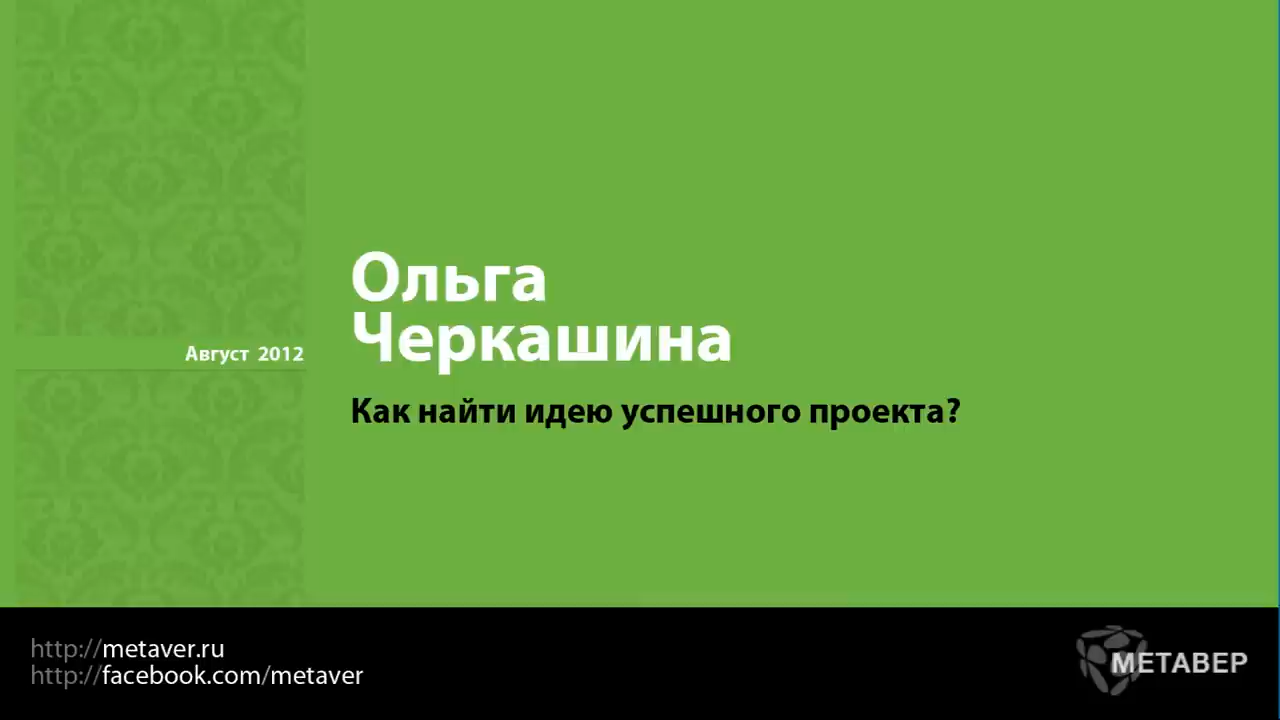 Август 2012
Ольга
Черкашина
Как найти идею успешного проекта?
http://metaver.ru
http://facebook.com/metaver
МЕТАВЕР